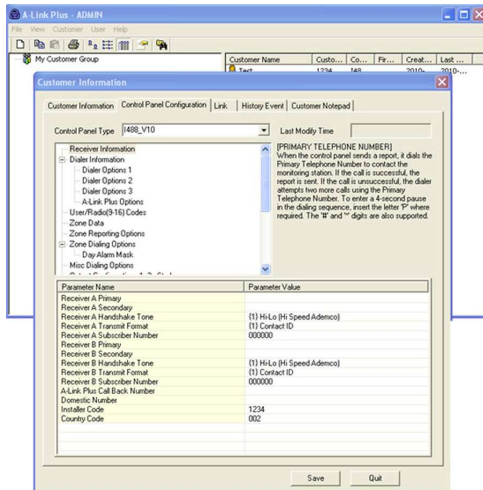 A-Link Plus - ADMIN
File View Customer User Help
My Customer Group
Customer Name Custo... Co... Fir... Creat... Last ...
Test 1234 I48... 2010-... 2010-...
Customer Information
Customer Information Control Panel Configuration Link History Event Customer Notepad
Control Panel Type I488_V10 Last Modify Time
Receiver Information
Dialer Information
Dialer Options 1
Dialer Options 2
Dialer Options 3
A-Link Plus Options
User/Radio(9-16) Codes
Zone Data
Zone Reporting Options
Zone Dialing Options
Day Alarm Mask
Misc Dialing Options
[PRIMARY TELEPHONE NUMBER]
When the control panel sends a report, it dials the
Primary Telephone Number to contact the
monitoring station. If the call is successful, the
report is sent. If the call is unsuccessful, the dialer
attempts two more calls using the Primary
Telephone Number. To enter a 4-second pause
in the dialing sequence, insert the letter 'P' where
required. The '#' and '*' digits are also supported.
Parameter Name Parameter Value
Receiver A Primary
Receiver A Secondary
Receiver A Handshake Tone (1) Hi-Lo (Hi Speed Ademco)
Receiver A Transmit Format (1) Contact ID
Receiver A Subscriber Number 000000
Receiver B Primary
Receiver B Secondary
Receiver B Handshake Tone (1) Hi-Lo (Hi Speed Ademco)
Receiver B Transmit Format (1) Contact ID
Receiver B Subscriber Number 000000
A-Link Plus Call Back Number
Domestic Number
Installer Code 1234
Country Code 002
Save Quit